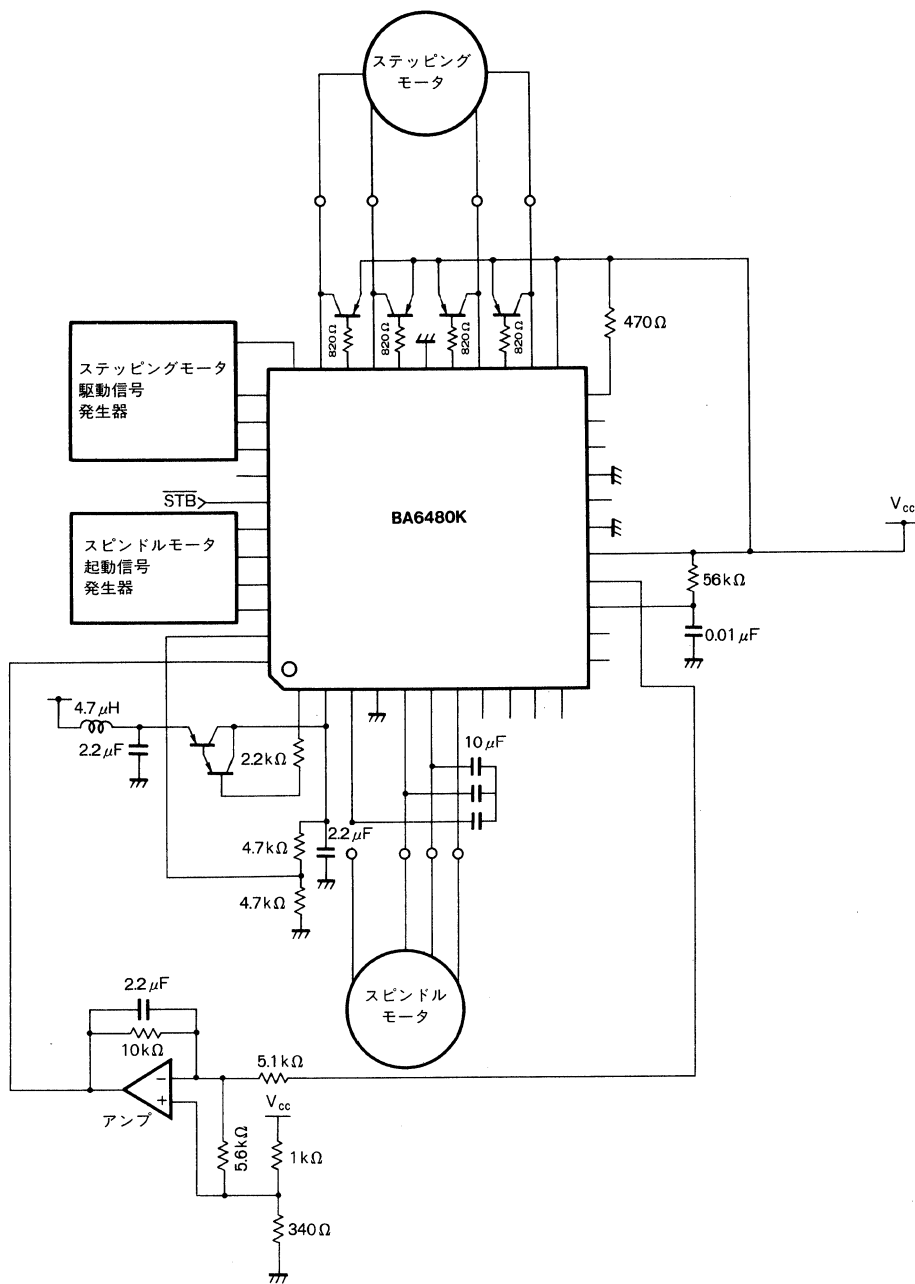 ステッピング
モータ
820Ω
820Ω
820Ω
820Ω
470Ω
ステッピングモータ
駆動信号
発生器
STB
BA6480K
Vcc
スピンドルモータ
起動信号
発生器
56kΩ
0.01μF
4.7μH
2.2μF
2.2kΩ
10μF
2.2μF
4.7kΩ
4.7kΩ
スピンドル
モータ
2.2μF
10kΩ
5.1kΩ
アンプ
Vcc
5.6kΩ
1kΩ
340Ω